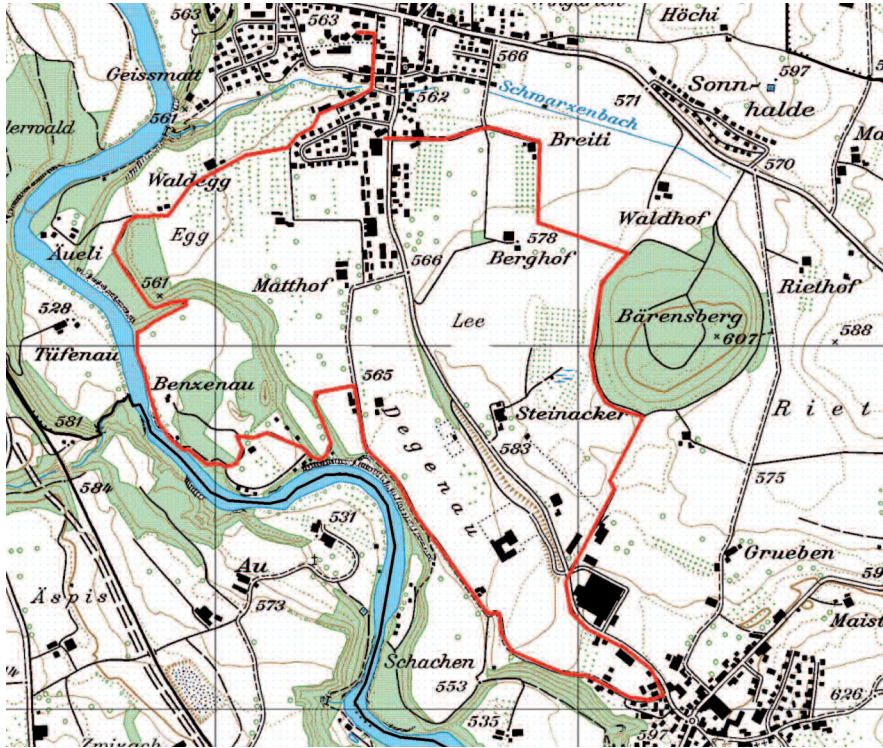 563
563
Höchi
566
Geissmatt
597
Sonn-
halde
562
571
Schwarzenbach
561
Breiti
570
Waldegg
Waldhof
Egg
578
Berghof
Äueli
566
Matthof
561
Riethof
528
Lee
Bärensberg
607
588
Tüfenau
565
Benzenau
Degenau
Steinacker
Riet
581
583
575
584
531
Grueben
Au
Äspis
573
Maist
Schachen
553
626
535
597